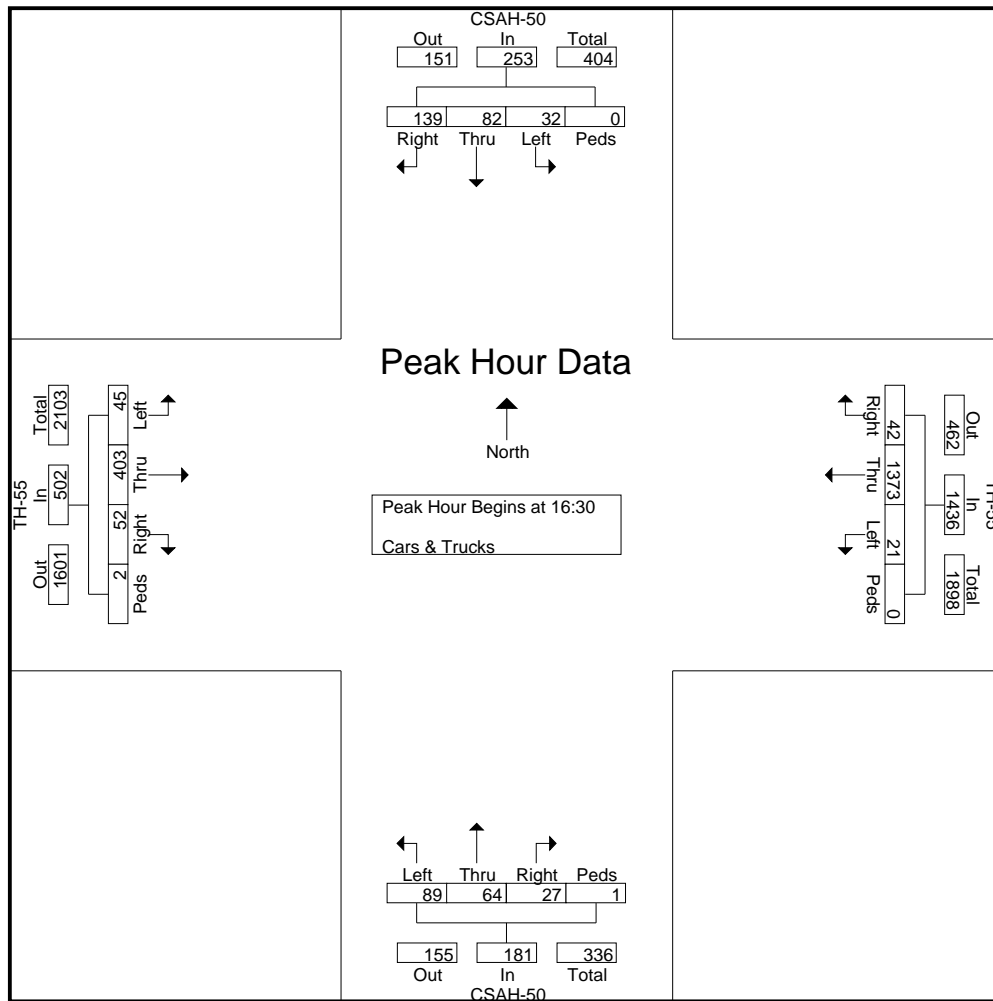 CSAH-50
Out In Total
151 253 404
139 82 32 0
Right Thru Left Peds
Peak Hour Data
North
Peak Hour Begins at 16:30
Cars & Trucks
TH-55
Total In Out
2103 502 1601
45 403 52 2
Left Thru Right Peds
Right Thru Left Peds
42 1373 21 0
Out In Total
462 1436 1898
TH-55
Left Thru Right Peds
89 64 27 1
155 181 336
Out In Total
CSAH-50